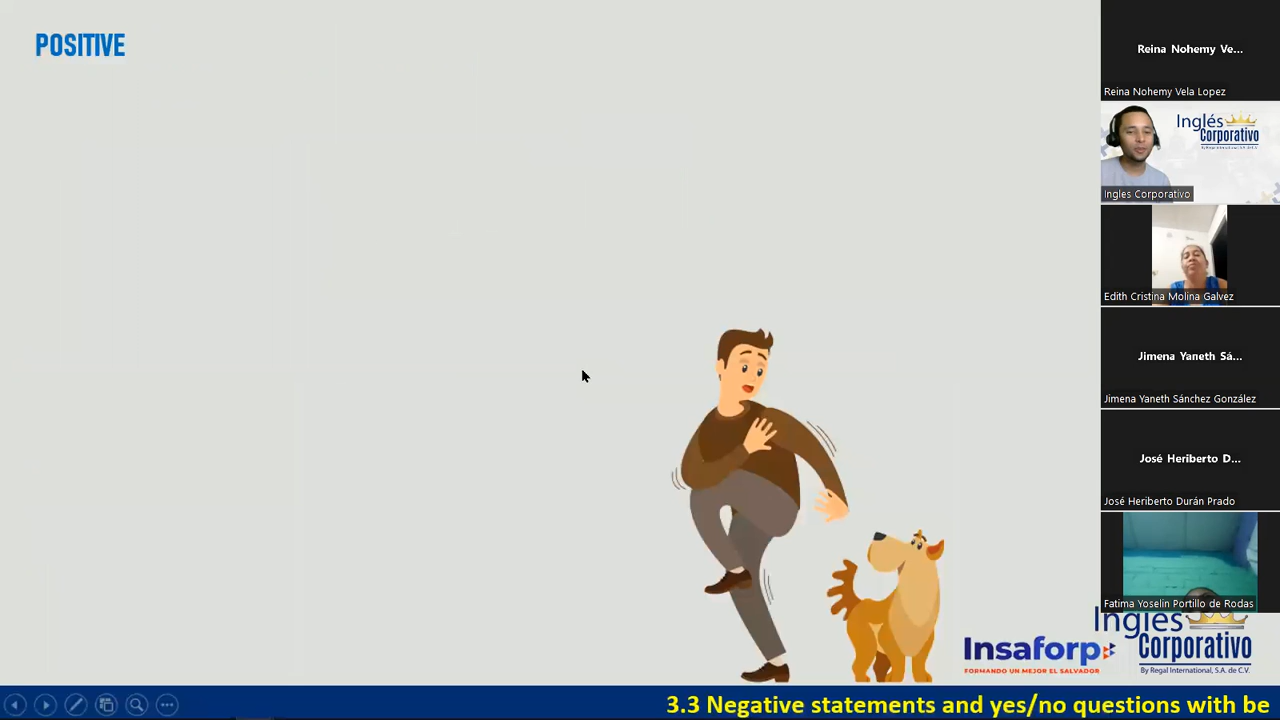 POSITIVE
Reina Nohemy Ve...
Reina Nohemy Vela Lopez
Inglés
Corporativo
Ingles Corporativo
Edith Cristina Molina Galvez
Jimena Yaneth Sá...
Jimena Yaneth Sánchez González
José Heriberto D...
José Heriberto Durán Prado
Fatima Yoselin Portillo de Rodas
Insaforp
FORMANDO UN MEJOR EL SALVADOR
Inglés
Corporativo
By Regal International, S.A. de C.V.
3.3 Negative statements and yes/no questions with be